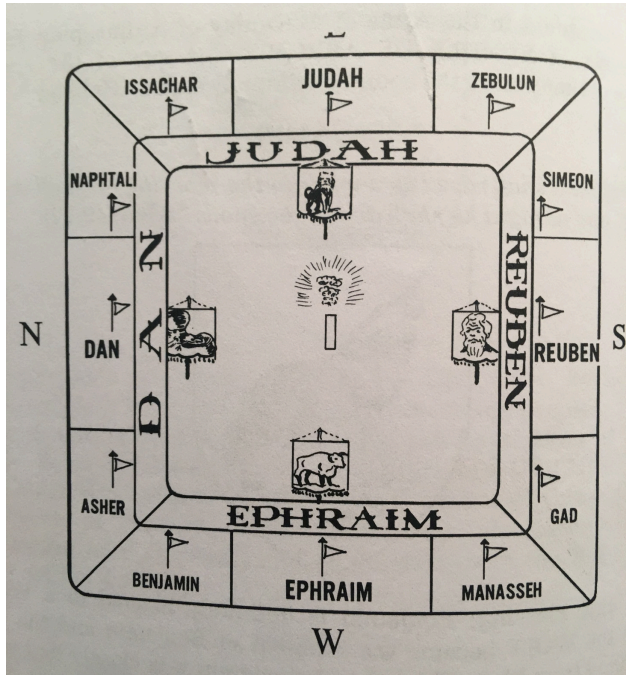 ISSACHAR
JUDAH
ZEBULUN
JUDAH
NAPHTALI
SIMEON
N
DAN
DAN
REUBEN
REUBEN
S
ASHER
GAD
EPHRAIM
BENJAMIN
EPHRAIM
MANASSEH
W